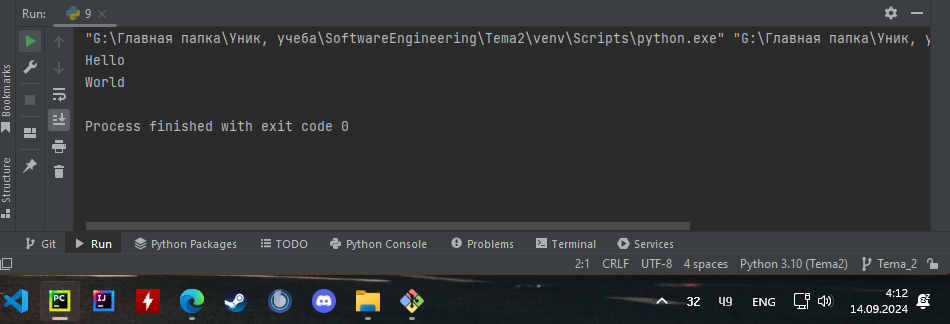 Run: 9
"G:\Главная папка\Уник, учеба\SoftwareEngineering\Tema2\venv\Scripts\python.exe" "G:\Главная папка\Уник, у
Hello
World
Process finished with exit code 0
Bookmarks
Structure
Git Run Python Packages TODO Python Console Problems Terminal Services
2:1 CRLF UTF-8 4 spaces Python 3.10 (Tema2) Tema_2
PC IJ 32 ENG 4:12
14.09.2024